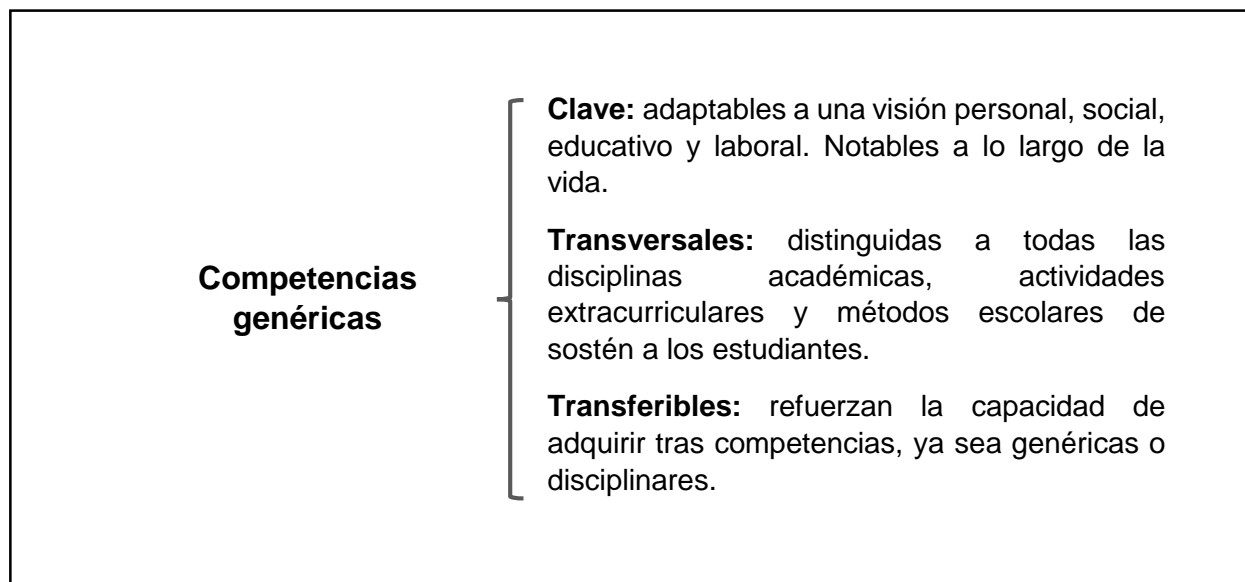 Competencias
genéricas
Clave: adaptables a una visión personal, social,
educativo y laboral. Notables a lo largo de la
vida.
Transversales: distinguidas a todas las
disciplinas académicas, actividades
extracurriculares y métodos escolares de
sostén a los estudiantes.
Transferibles: refuerzan la capacidad de
adquirir tras competencias, ya sea genéricas o
disciplinares.